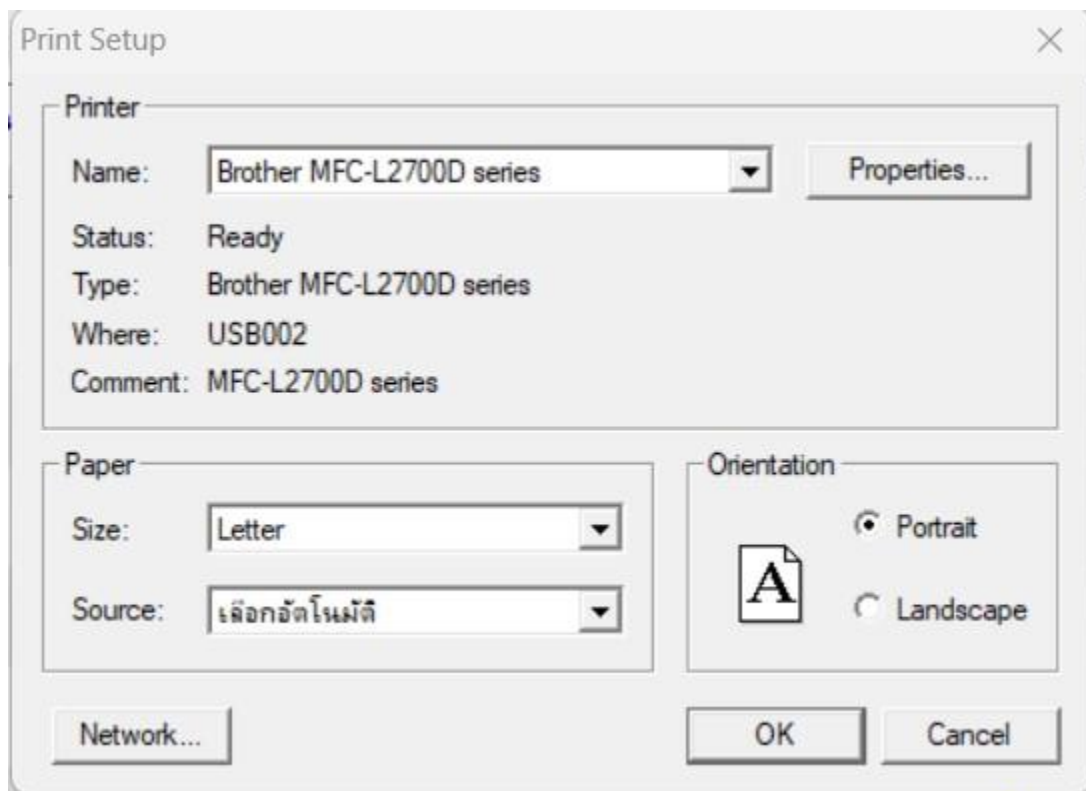 Print Setup
Printer
Name: Brother MFC-L2700D series Properties...
Status: Ready
Type: Brother MFC-L2700D series
Where: USB002
Comment: MFC-L2700D series
Paper
Size: Letter
Source: เลือกอัตโนมัติ
Orientation
A
Portrait
Landscape
Network... OK Cancel